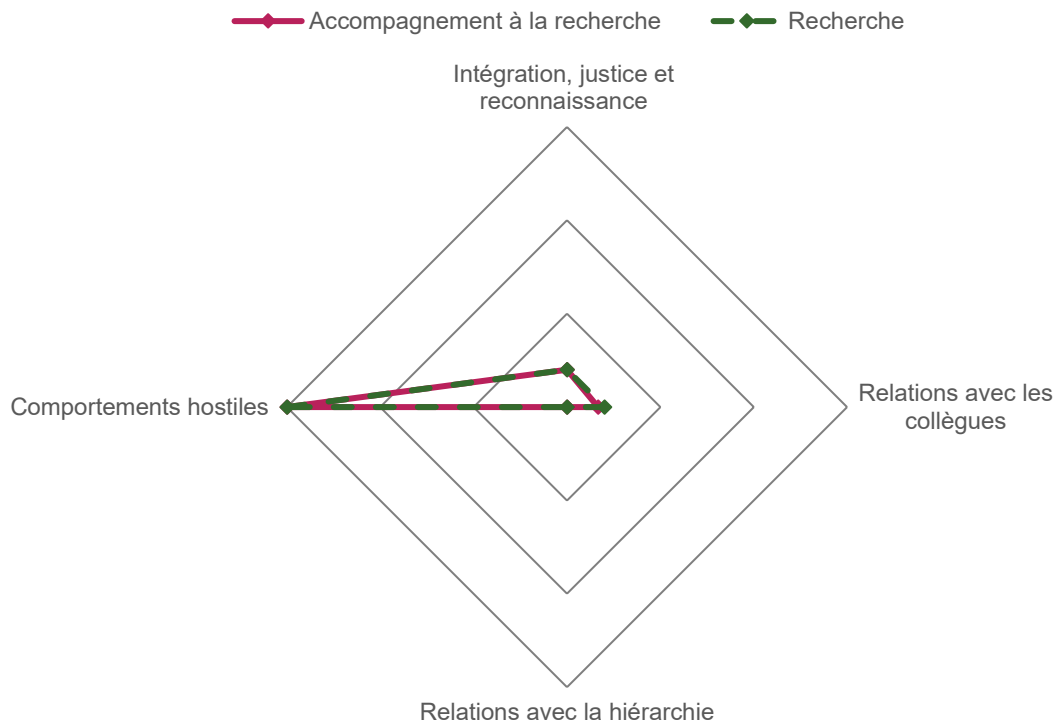 Accompagnement à la recherche
Recherche
Intégration, justice et
reconnaissance
Comportements hostiles
Relations avec les
collègues
Relations avec la hiérarchie